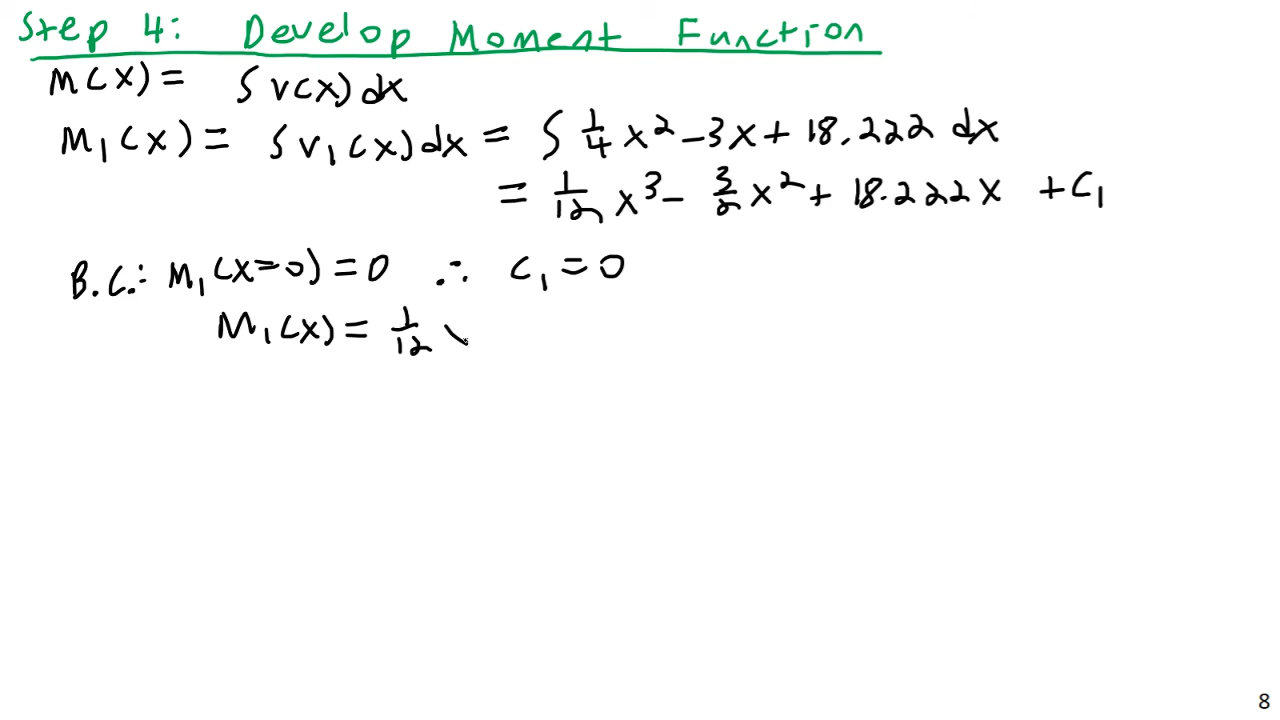 Step 4: Develop Moment Function
M(x) = ∫ V(x) dx
M₁(x) = ∫ V₁(x) dx = ∫ 1/4 x² - 3x + 18.222 dx
= 1/12 x³ - 3/2 x² + 18.222x + C₁
B.C.: M₁(x=0) = 0 ∴ C₁ = 0
M₁(x) = 1/12
8